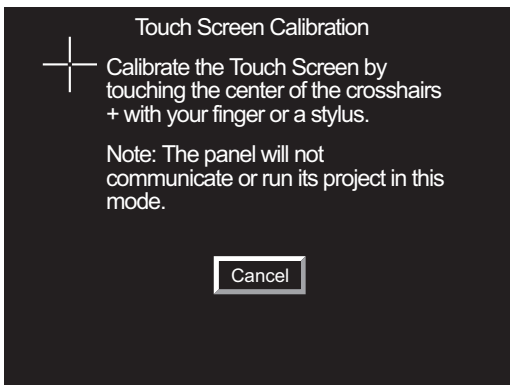 Touch Screen Calibration
Calibrate the Touch Screen by
touching the center of the crosshairs
+ with your finger or a stylus.
Note: The panel will not
communicate or run its project in this
mode.
Cancel